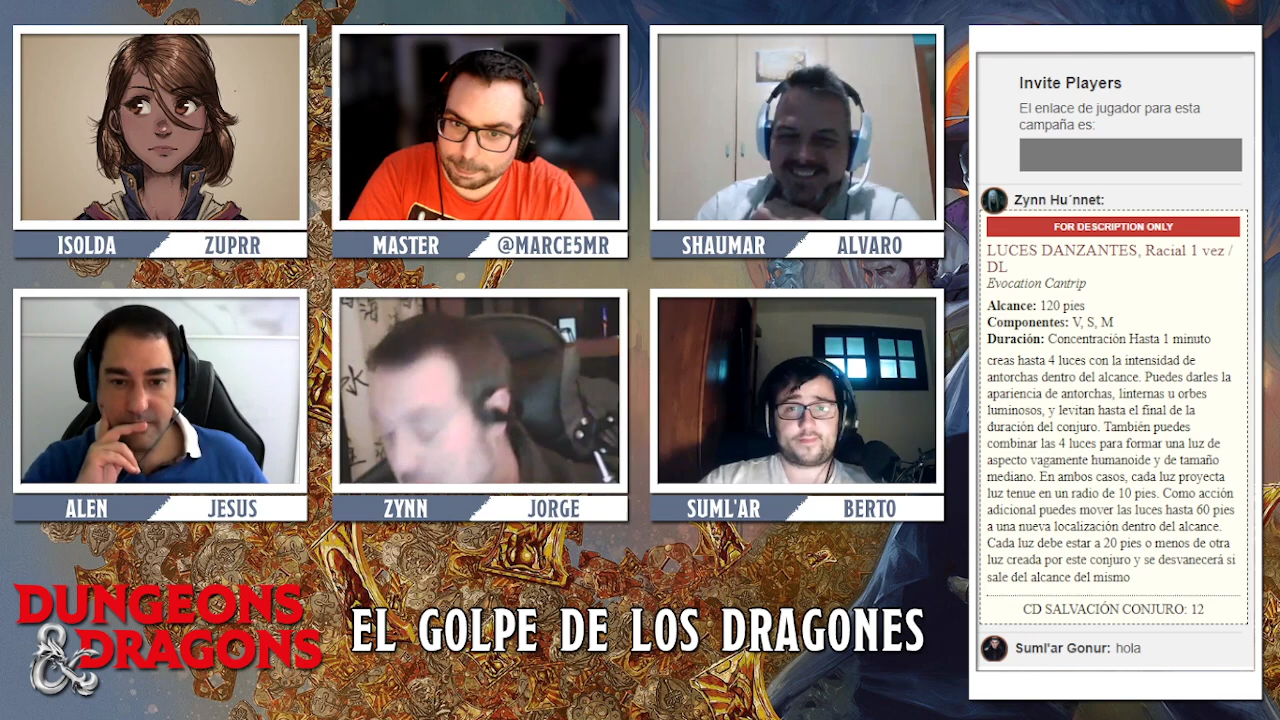 ISOLDA ZUPRR
MASTER @MARCE5MR
SHAUMAR ALVARO
ALEN JESUS
ZYNN JORGE
SUML'AR BERTO
DUNGEONS
& DRAGONS
EL GOLPE DE LOS DRAGONES
Invite Players
El enlace de jugador para esta
campaña es:
Zynn Hu´nnet:
FOR DESCRIPTION ONLY
LUCES DANZANTES, Racial 1 vez /
DL
Evocation Cantrip
Alcance: 120 pies
Componentes: V, S, M
Duración: Concentración Hasta 1 minuto
creas hasta 4 luces con la intensidad de
antorchas dentro del alcance. Puedes darles la
apariencia de antorchas, linternas u orbes
luminosos, y levitan hasta el final de la
duración del conjuro. También puedes
combinar las 4 luces para formar una luz de
aspecto vagamente humanoide y de tamaño
mediano. En ambos casos, cada luz proyecta
luz tenue en un radio de 10 pies. Como acción
adicional puedes mover las luces hasta 60 pies
a una nueva localización dentro del alcance.
Cada luz debe estar a 20 pies o menos de otra
luz creada por este conjuro y se desvanecerá si
sale del alcance del mismo
CD SALVACIÓN CONJURO: 12
Suml'ar Gonur: hola